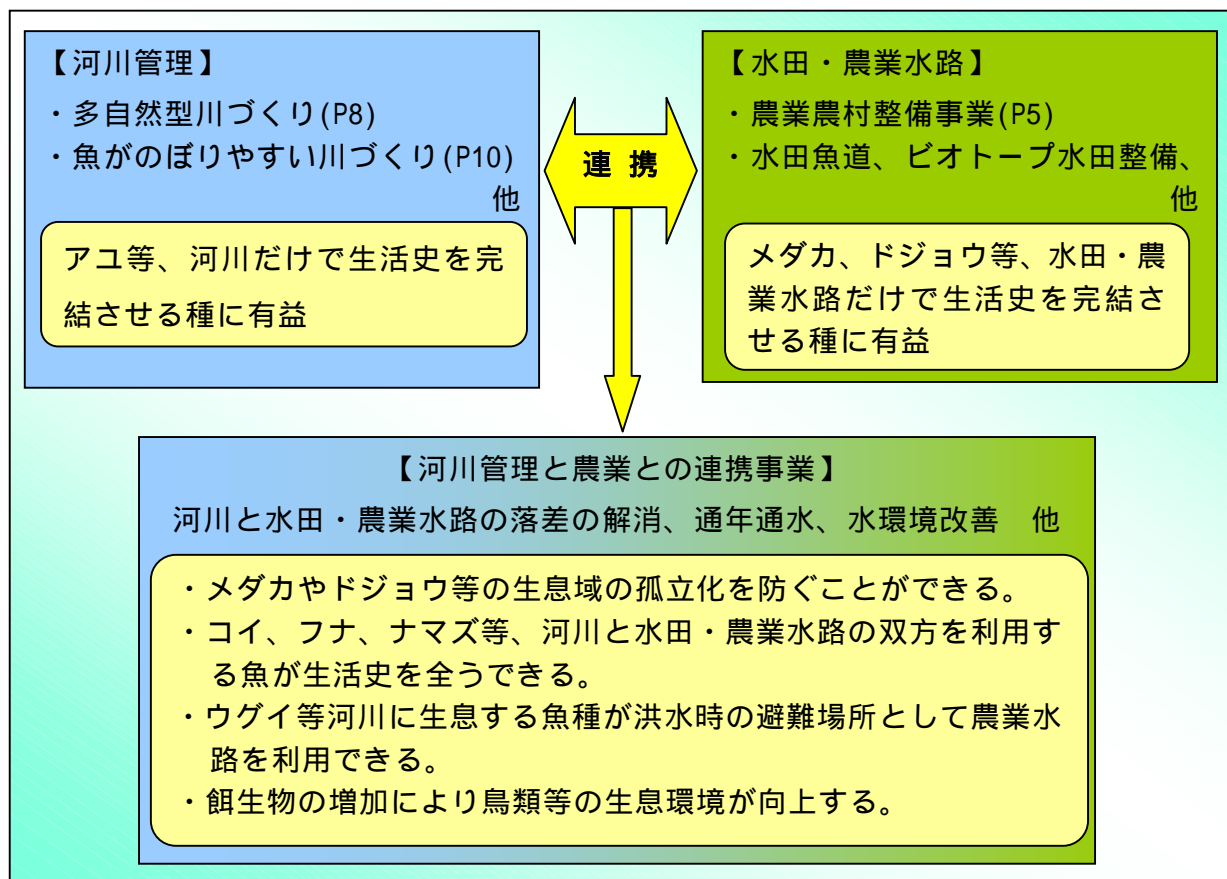 【河川管理】
・多自然型川づくり(P8)
・魚がのぼりやすい川づくり(P10)
他
アユ等、河川だけで生活史を完
結させる種に有益
連 携
【水田・農業水路】
・農業農村整備事業(P5)
・水田魚道、ビオトープ水田整備、
他
メダカ、ドジョウ等、水田・農
業水路だけで生活史を完結さ
せる種に有益
【河川管理と農業との連携事業】
河川と水田・農業水路の落差の解消、通年通水、水環境改善　他
・メダカやドジョウ等の生息域の孤立化を防ぐことができる。
・コイ、フナ、ナマズ等、河川と水田・農業水路の双方を利用す
る魚が生活史を全うできる。
・ウグイ等河川に生息する魚種が洪水時の避難場所として農業水
路を利用できる。
・餌生物の増加により鳥類等の生息環境が向上する。